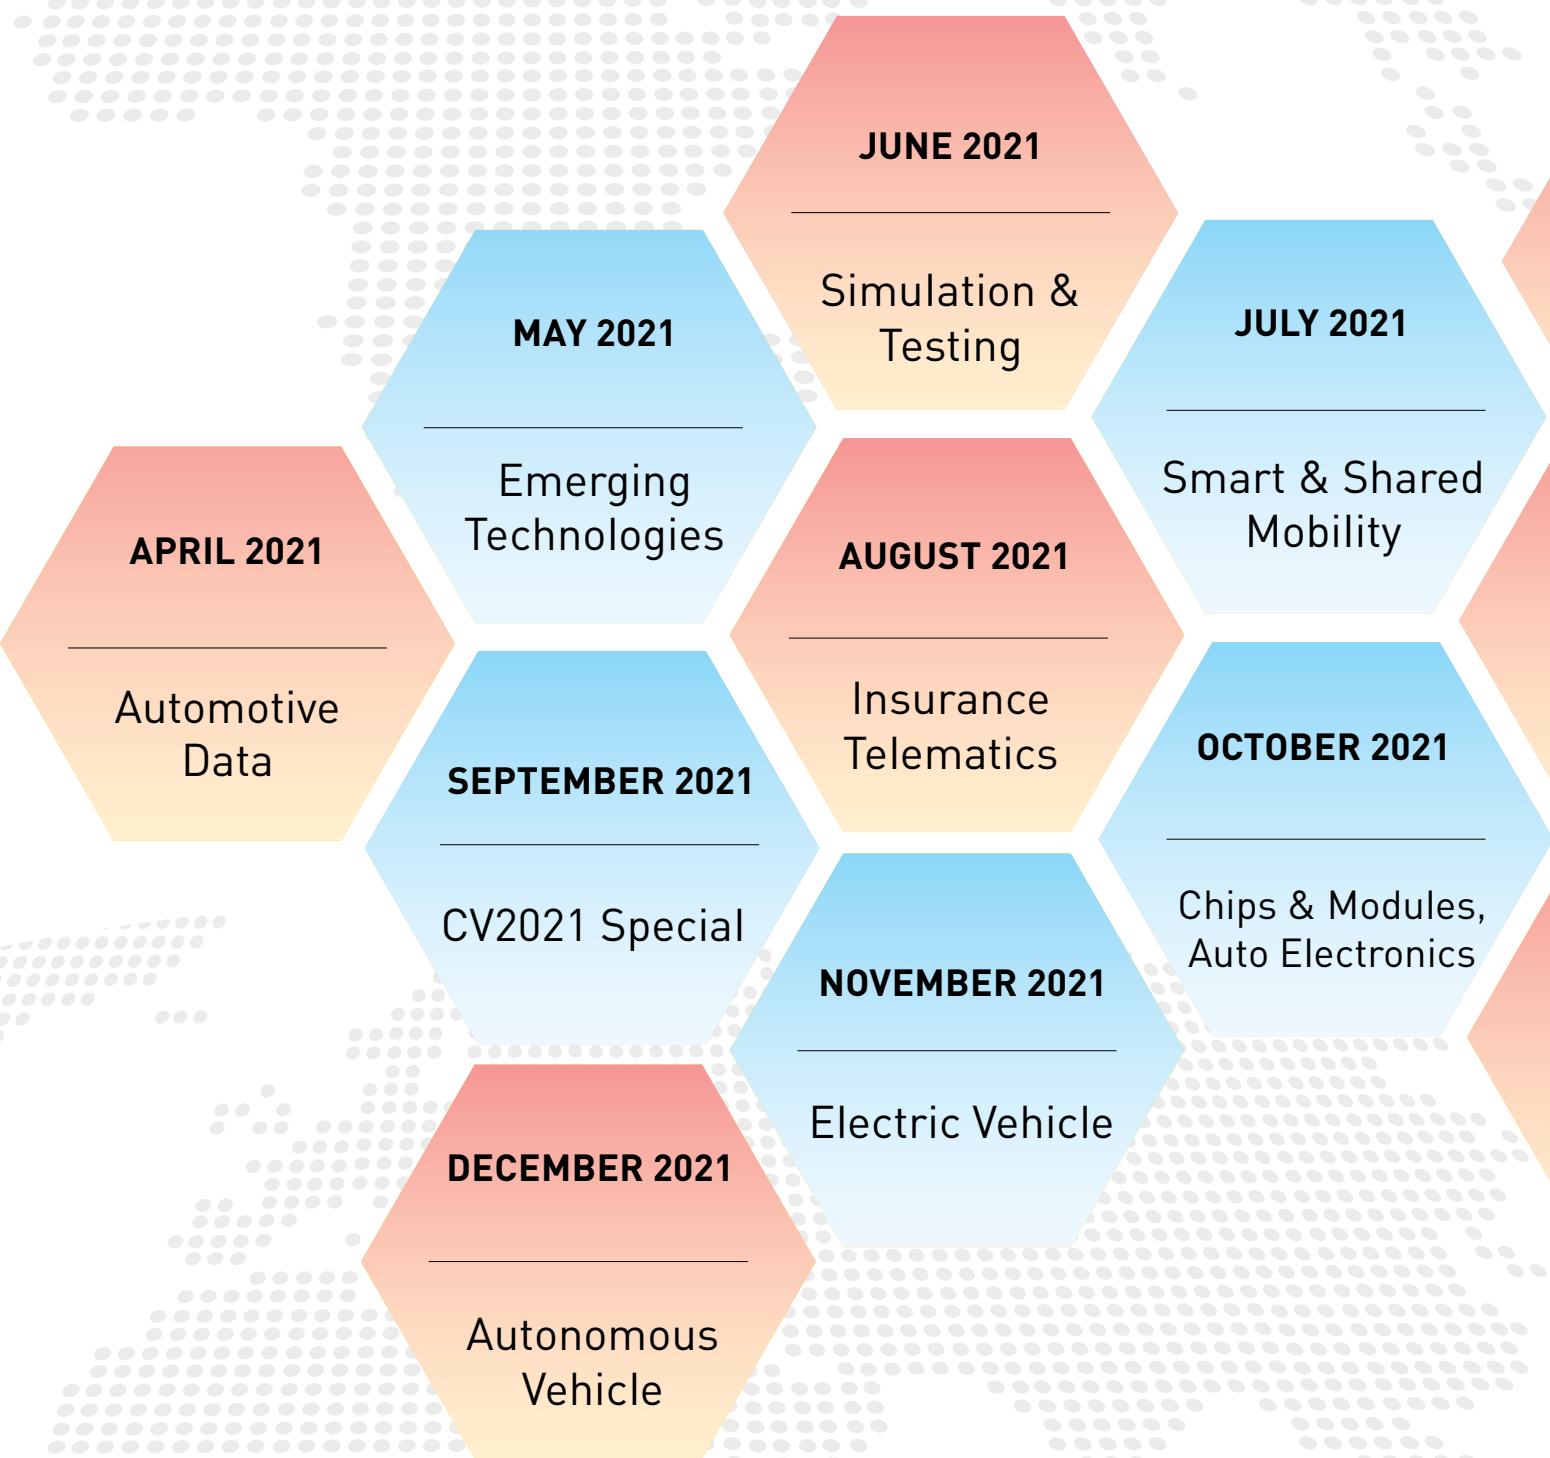 JUNE 2021
Simulation &
Testing
MAY 2021
Emerging
Technologies
JULY 2021
Smart & Shared
Mobility
APRIL 2021
Automotive
Data
AUGUST 2021
Insurance
Telematics
SEPTEMBER 2021
CV2021 Special
OCTOBER 2021
Chips & Modules,
Auto Electronics
NOVEMBER 2021
Electric Vehicle
DECEMBER 2021
Autonomous
Vehicle